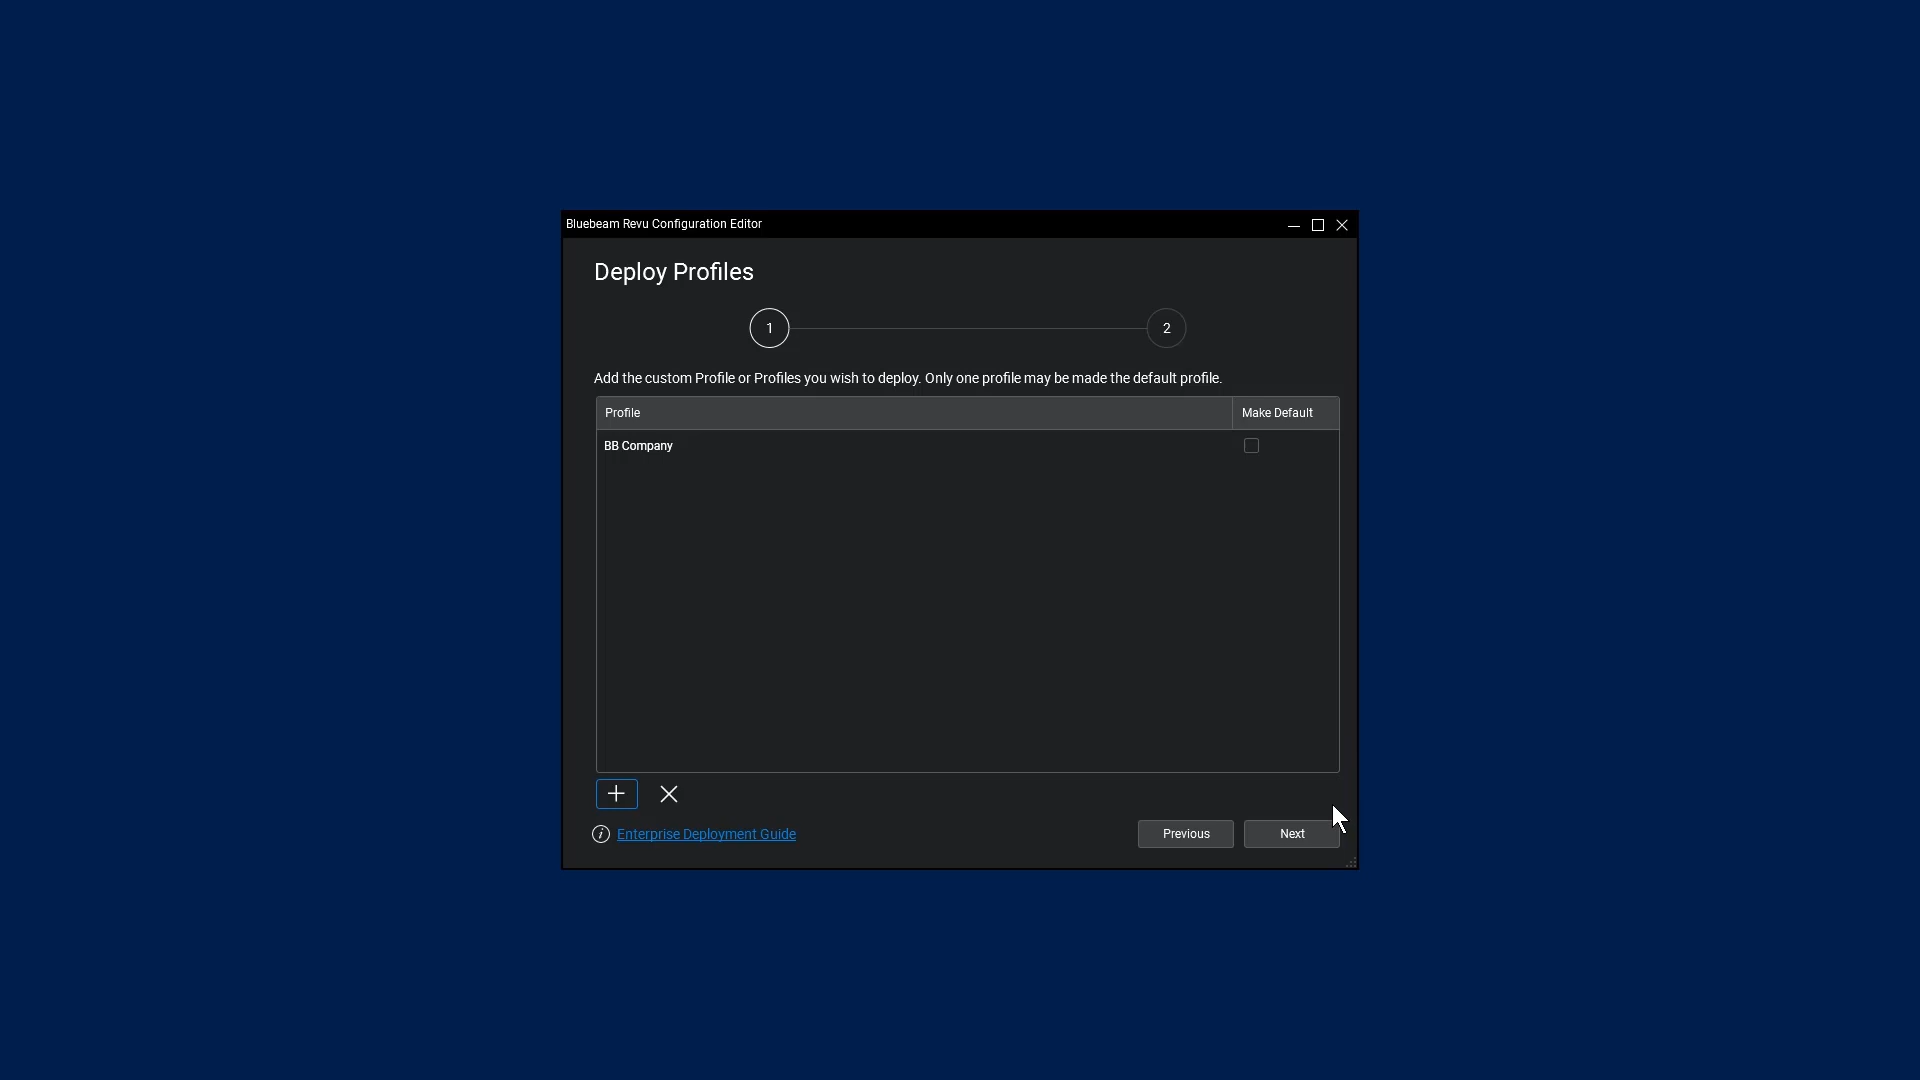 Bluebeam Revu Configuration Editor
Deploy Profiles
1 2
Add the custom Profile or Profiles you wish to deploy. Only one profile may be made the default profile.
Profile Make Default
BB Company
Enterprise Deployment Guide Previous Next